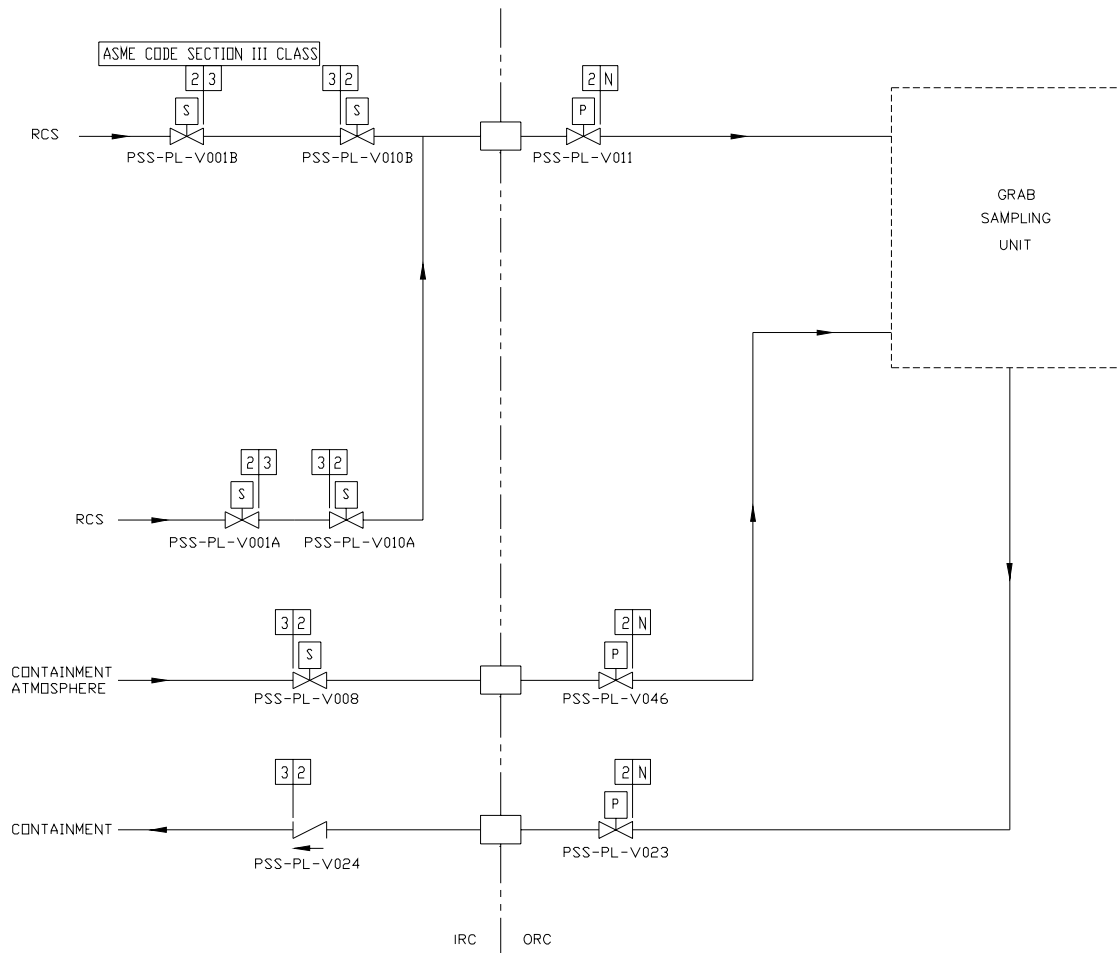 ASME CODE SECTION III CLASS
2 3
3 2
2 N
S
S
P
RCS
PSS-PL-V001B
PSS-PL-V010B
PSS-PL-V011
GRAB
SAMPLING
UNIT
2 3
3 2
S
S
RCS
PSS-PL-V001A
PSS-PL-V010A
3 2
2 N
S
P
CONTAINMENT
ATMOSPHERE
PSS-PL-V008
PSS-PL-V046
3 2
2 N
P
CONTAINMENT
PSS-PL-V024
PSS-PL-V023
IRC
ORC